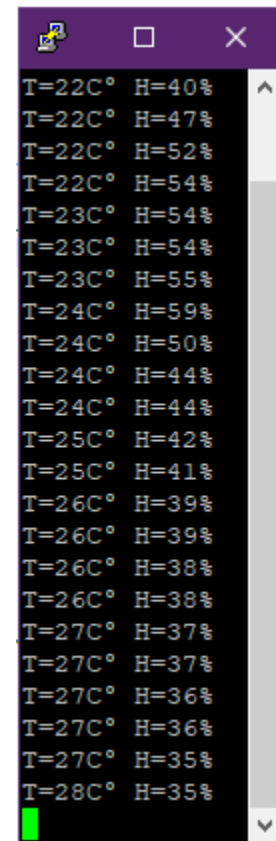 T=22C° H=40%
T=22C° H=47%
T=22C° H=52%
T=22C° H=54%
T=23C° H=54%
T=23C° H=54%
T=23C° H=55%
T=24C° H=59%
T=24C° H=50%
T=24C° H=44%
T=24C° H=44%
T=25C° H=42%
T=25C° H=41%
T=26C° H=39%
T=26C° H=39%
T=26C° H=38%
T=26C° H=38%
T=27C° H=37%
T=27C° H=37%
T=27C° H=36%
T=27C° H=36%
T=27C° H=35%
T=28C° H=35%